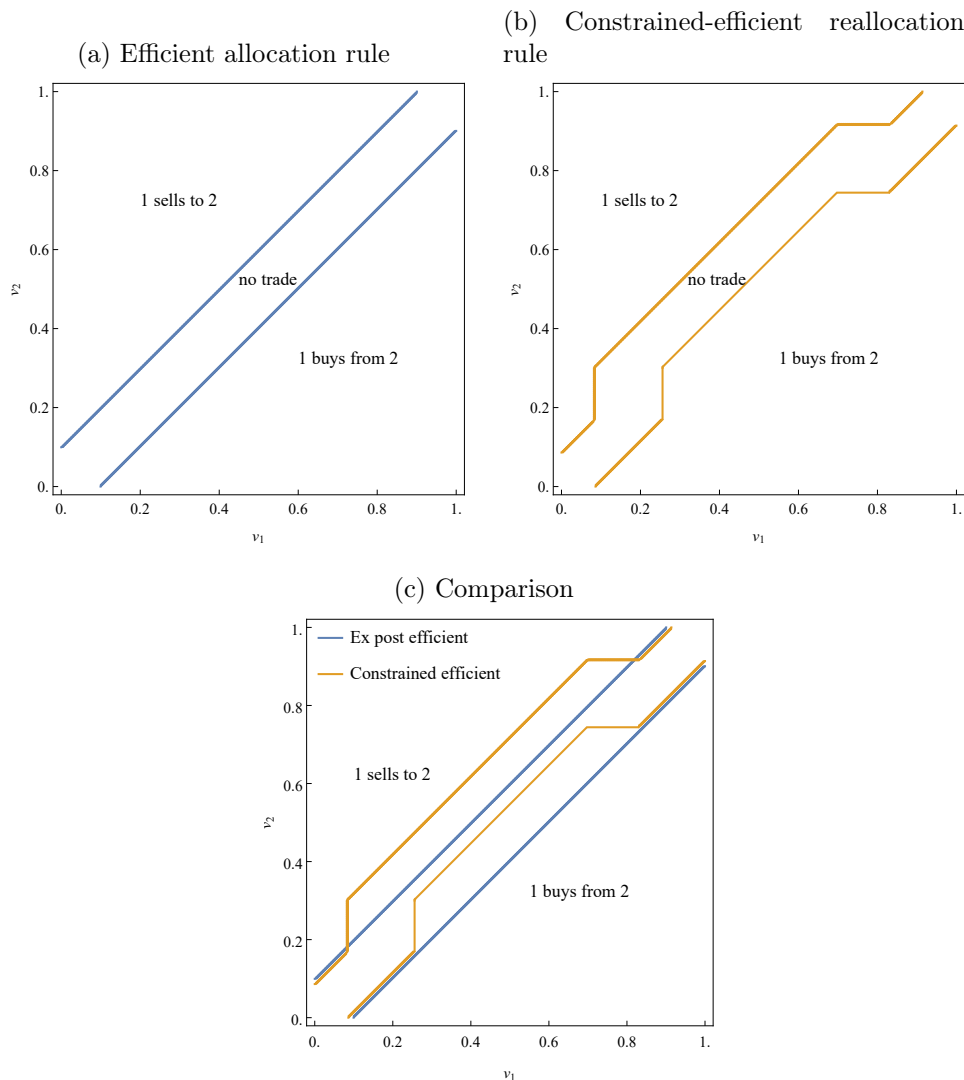 (a) Efficient allocation rule
(b) Constrained-efficient reallocation
rule
1.
0.8
0.6
0.4
0.2
0.
v2
1 sells to 2
no trade
1 buys from 2
0. 0.2 0.4 0.6 0.8 1.
v1
1.
0.8
0.6
0.4
0.2
0.
v2
1 sells to 2
no trade
1 buys from 2
0. 0.2 0.4 0.6 0.8 1.
v1
(c) Comparison
Ex post efficient
Constrained efficient
1.
0.8
0.6
0.4
0.2
0.
v2
1 sells to 2
1 buys from 2
0. 0.2 0.4 0.6 0.8 1.
v1